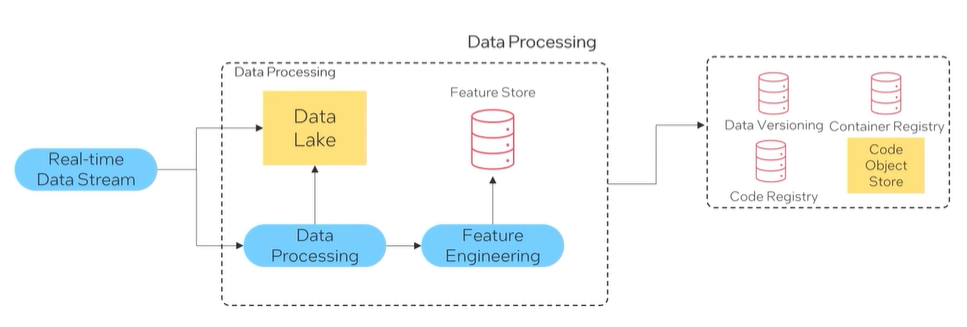 Data Processing
Data Processing
Real-time
Data Stream
Data
Lake
Feature Store
Data
Processing
Feature
Engineering
Data Versioning
Container Registry
Code Registry
Code
Object
Store